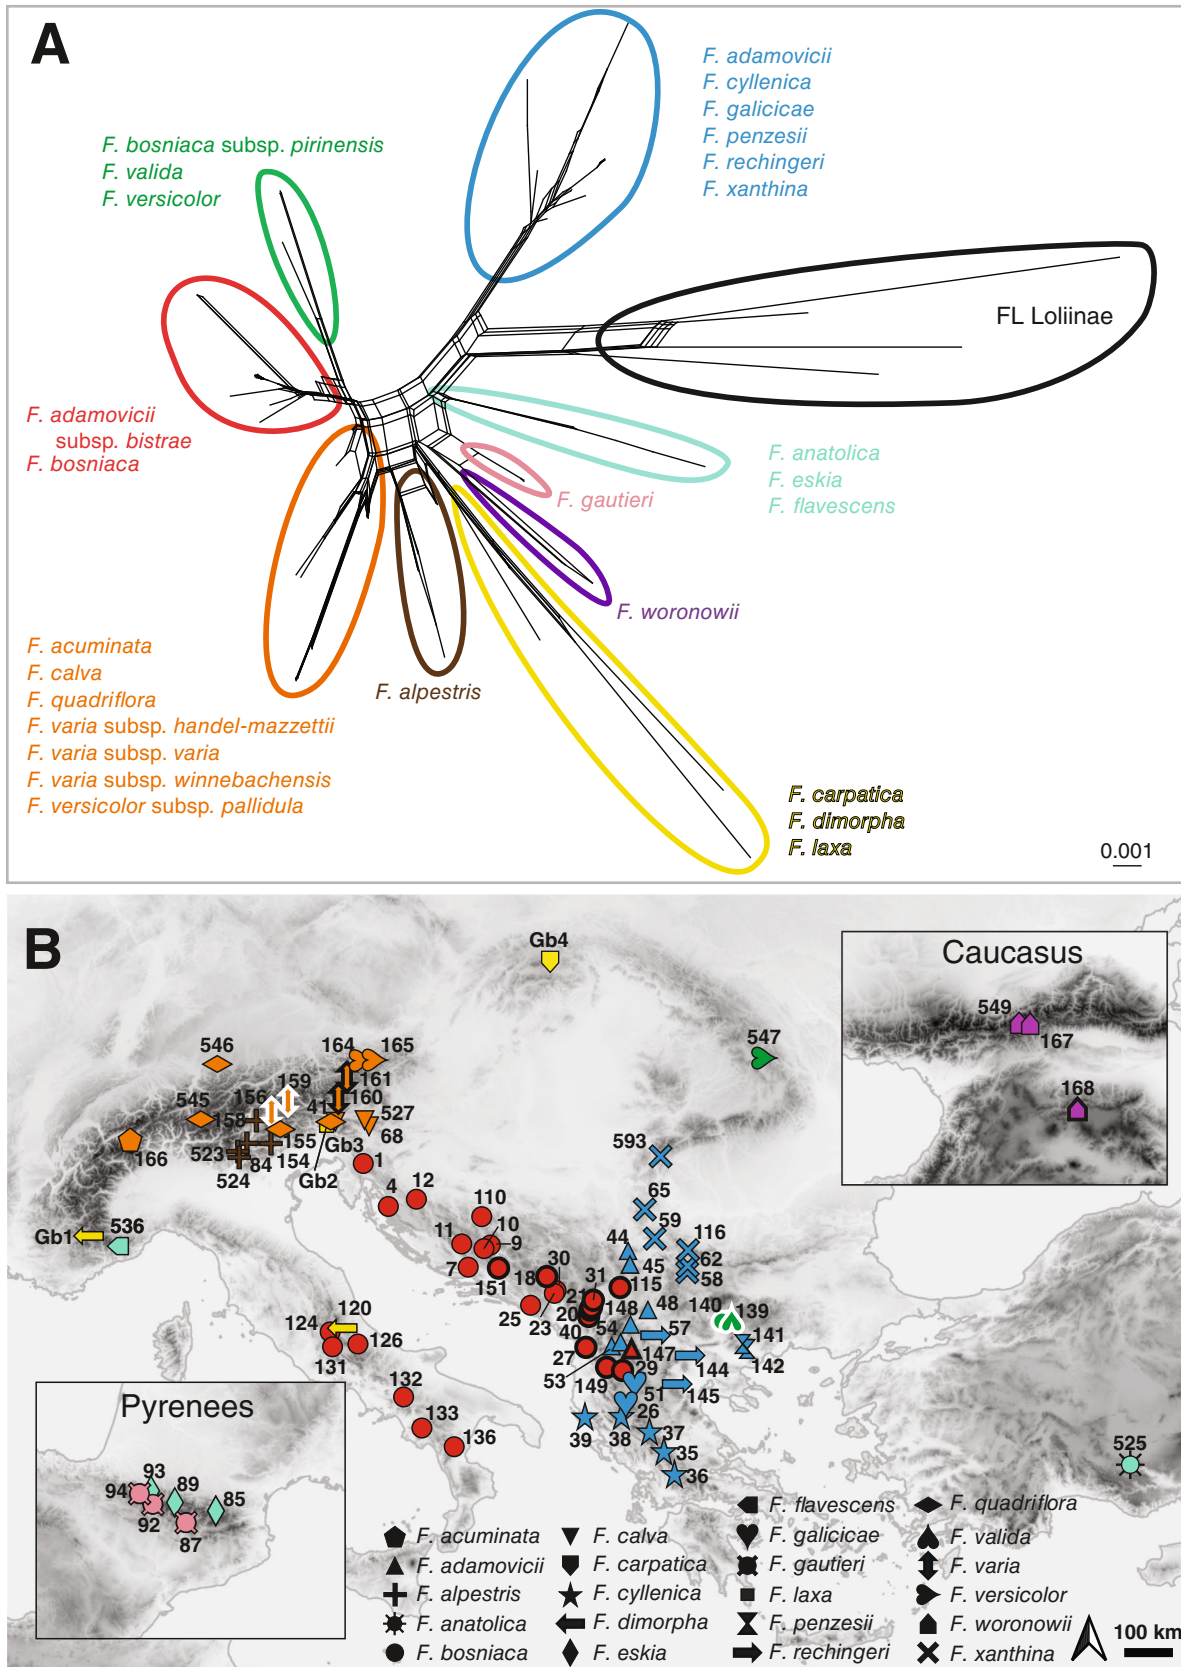 A
F. adamovicii
F. cyllenica
F. galicicae
F. penzesii
F. rechingeri
F. xanthina
F. bosniaca subsp. pirinensis
F. valida
F. versicolor
FL Loliinae
F. adamovicii
subsp. bistrae
F. bosniaca
F. anatolica
F. eskia
F. flavescens
F. gautieri
F. woronowii
F. acuminata
F. calva
F. quadriflora
F. varia subsp. handel-mazzettii
F. varia subsp. varia
F. varia subsp. winnebachensis
F. versicolor subsp. pallidula
F. alpestris
F. carpatica
F. dimorpha
F. laxa
0.001
B
Gb4
Caucasus
549
167
168
546
164
165
547
161
159
156
160
545
41
158
527
155
Gb3
68
166
523
84
154
524
Gb2
593
1
4
12
65
110
59
116
Gb1
536
11
10
9
44
62
30
7
45
58
151
18
31
115
21
148
48
140
139
25
23
20
54
57
141
124
120
40
126
27
147
142
131
144
53
149
29
145
51
132
26
39
38
37
133
136
35
36
525
Pyrenees
93
89
94
85
92
87
F. acuminata
F. adamovicii
F. alpestris
F. anatolica
F. bosniaca
F. calva
F. carpatica
F. cyllenica
F. dimorpha
F. eskia
F. flavescens
F. galicicae
F. gautieri
F. laxa
F. penzesii
F. rechingeri
F. quadriflora
F. valida
F. varia
F. versicolor
F. woronowii
F. xanthina
100 km